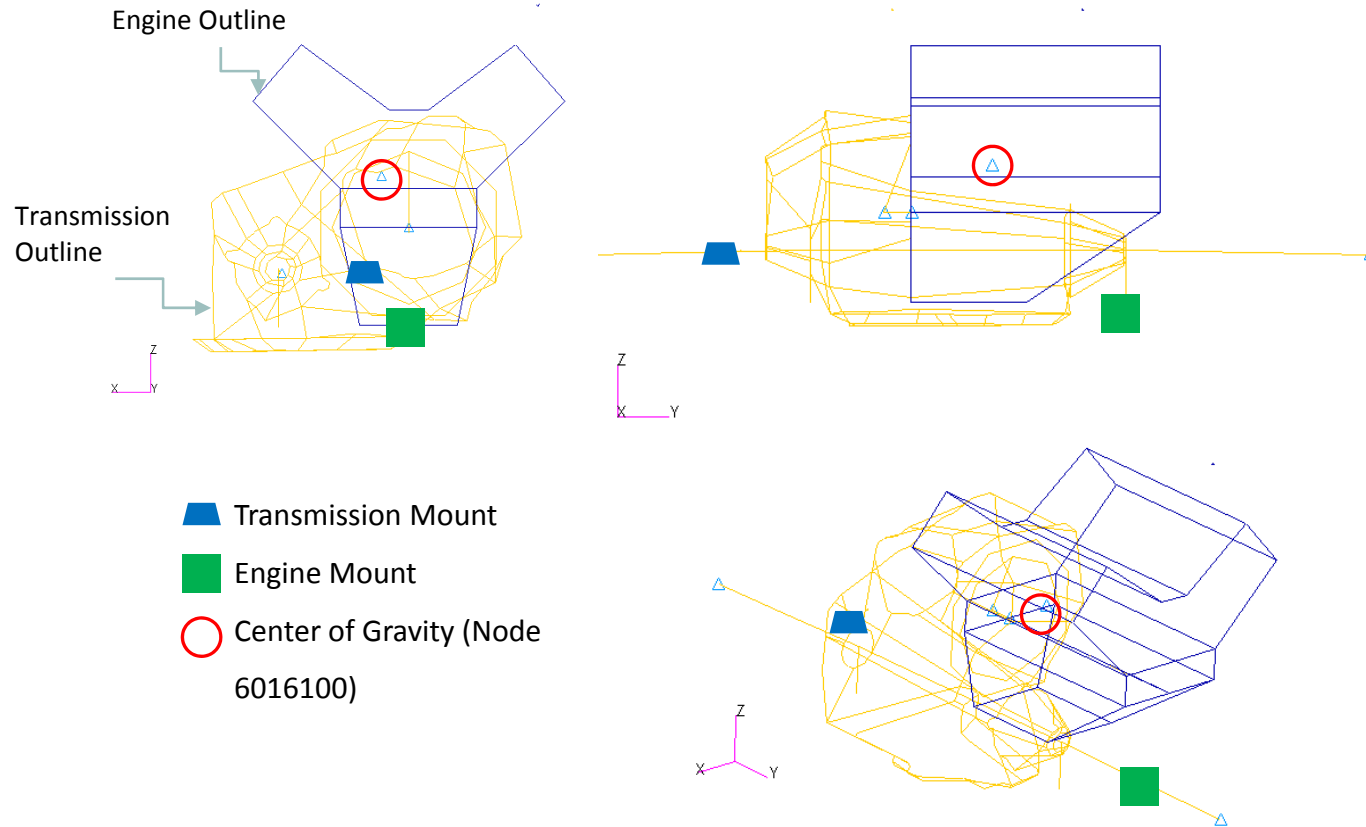 Engine Outline
Transmission
Outline
Z
X
Y
Z
X
Y
Transmission Mount
Engine Mount
Center of Gravity (Node
6016100)
Z
X
Y